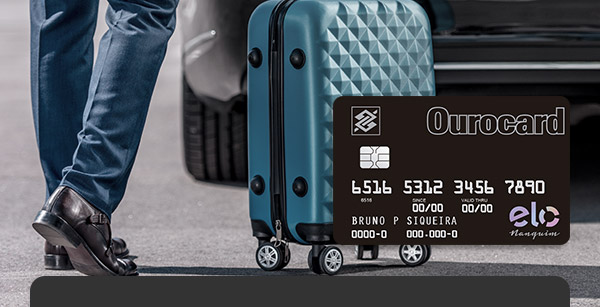 Ourocard
6516 5312 3456 7890
6516
SINCE VALID THRU
00/00 00/00
BRUNO P SIQUEIRA
0000-0 000.000-0
elo
Nanquim